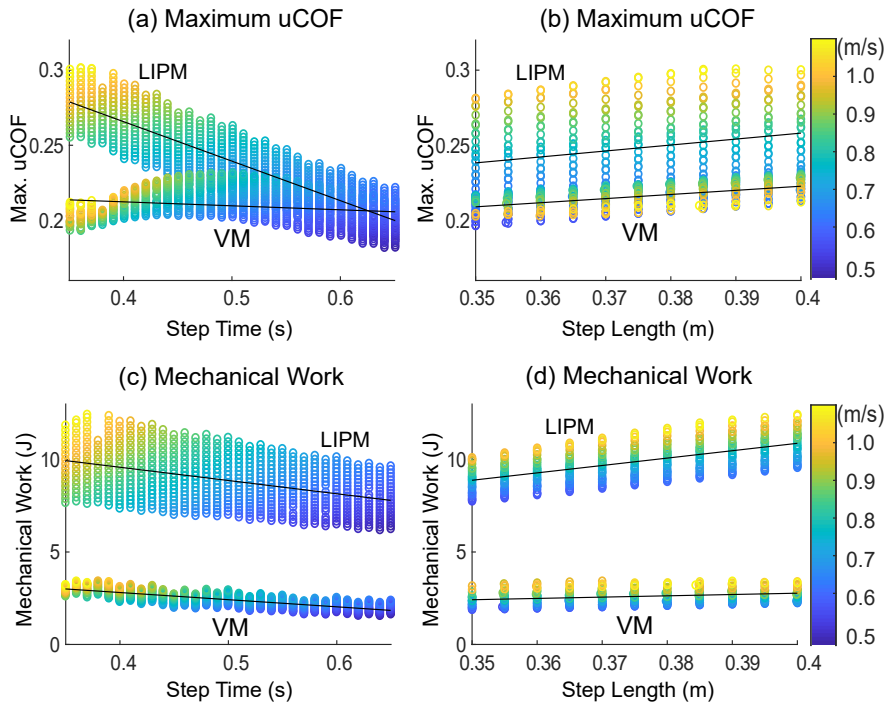 (a) Maximum uCOF
(b) Maximum uCOF
0.3
0.25
0.2
Max. uCOF
LIPM
VM
0.4
0.5
0.6
Step Time (s)
0.3
0.25
0.2
Max. uCOF
LIPM
VM
0.35
0.36
0.37
0.38
0.39
0.4
Step Length (m)
(m/s)
1.0
0.9
0.8
0.7
0.6
0.5
(c) Mechanical Work
(d) Mechanical Work
10
5
0
Mechanical Work (J)
LIPM
VM
0.4
0.5
0.6
Step Time (s)
10
5
0
Mechanical Work (J)
LIPM
VM
0.35
0.36
0.37
0.38
0.39
0.4
Step Length (m)
(m/s)
1.0
0.9
0.8
0.7
0.6
0.5